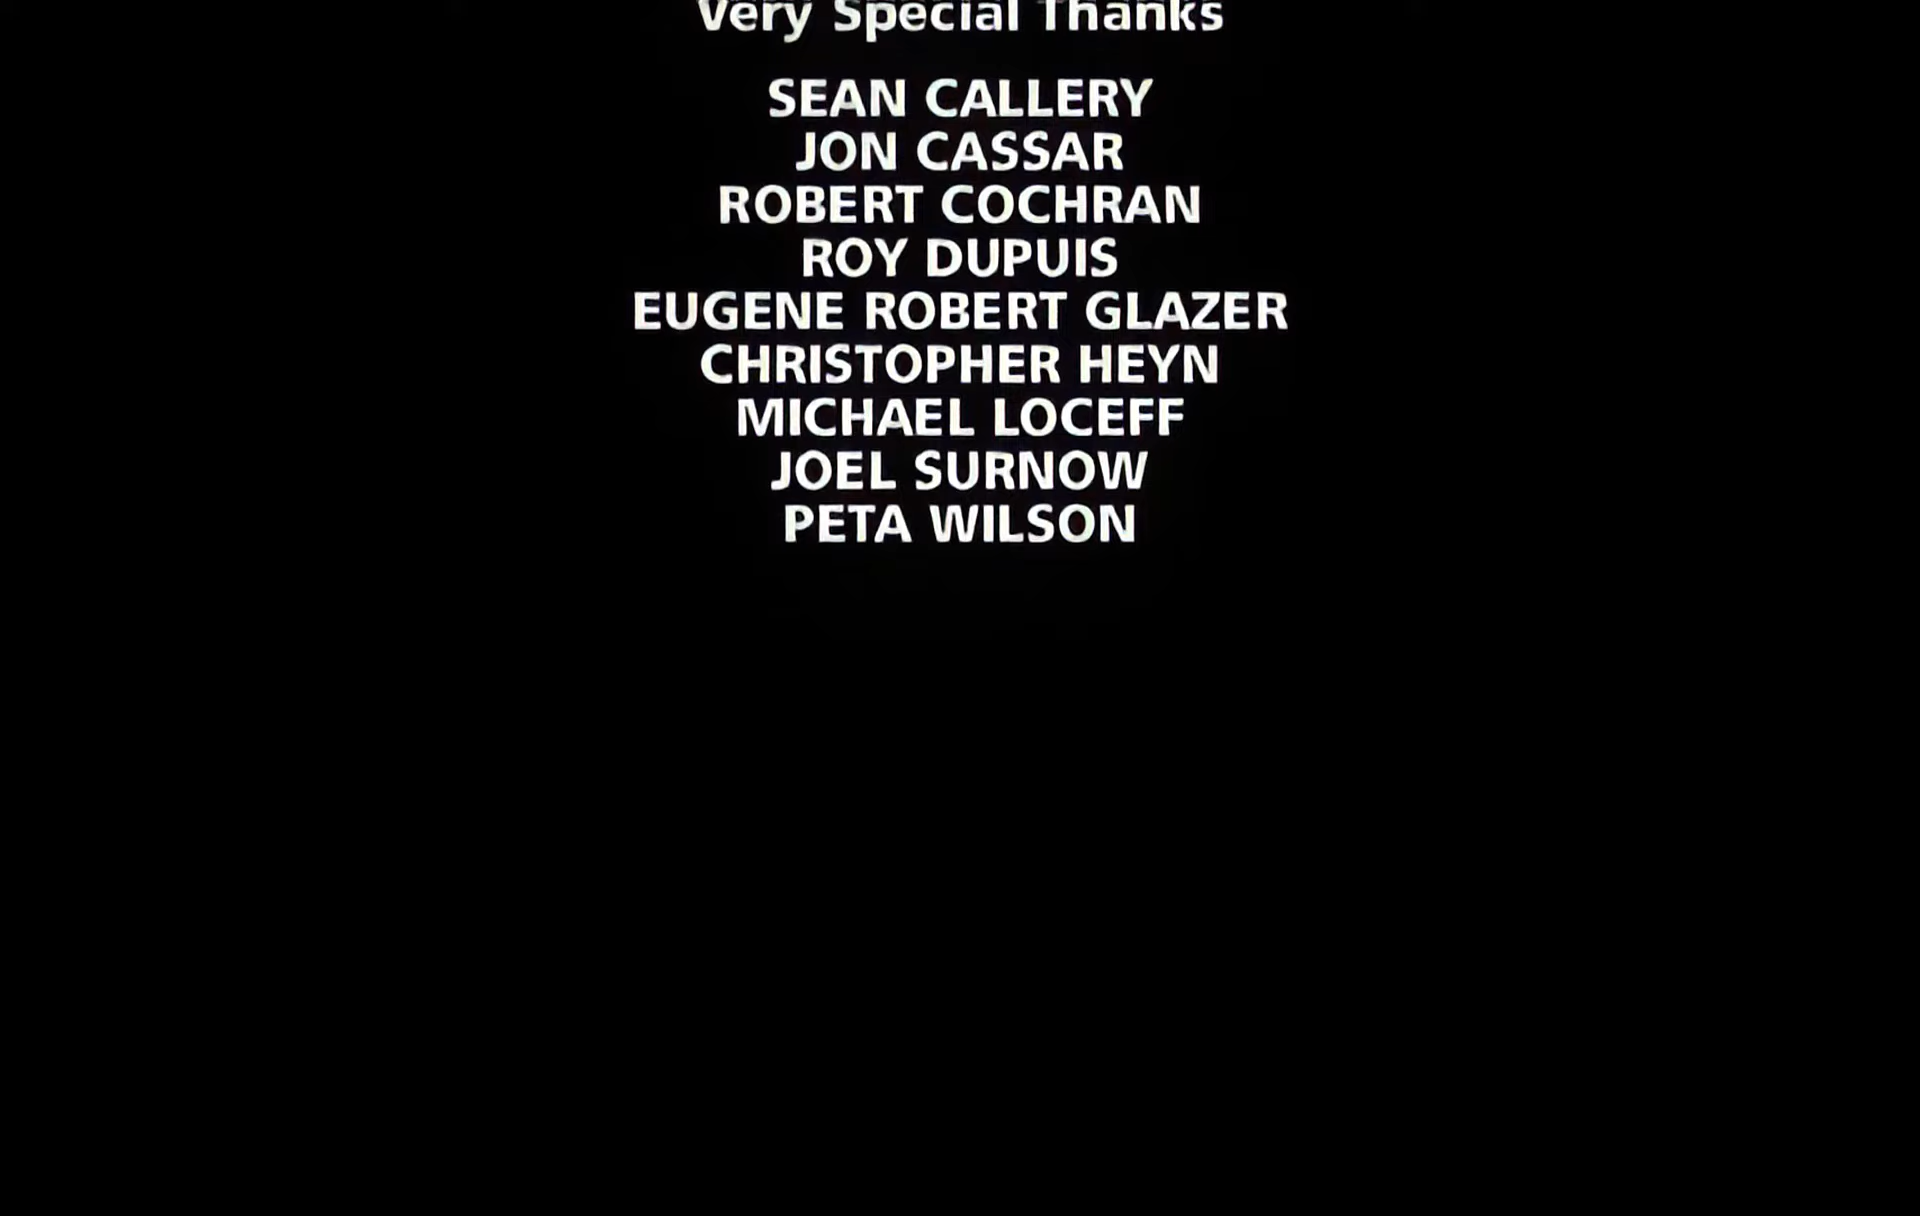 Very Special Thanks
SEAN CALLERY
JON CASSAR
ROBERT COCHRAN
ROY DUPUIS
EUGENE ROBERT GLAZER
CHRISTOPHER HEYN
MICHAEL LOCEFF
JOEL SURNOW
PETA WILSON